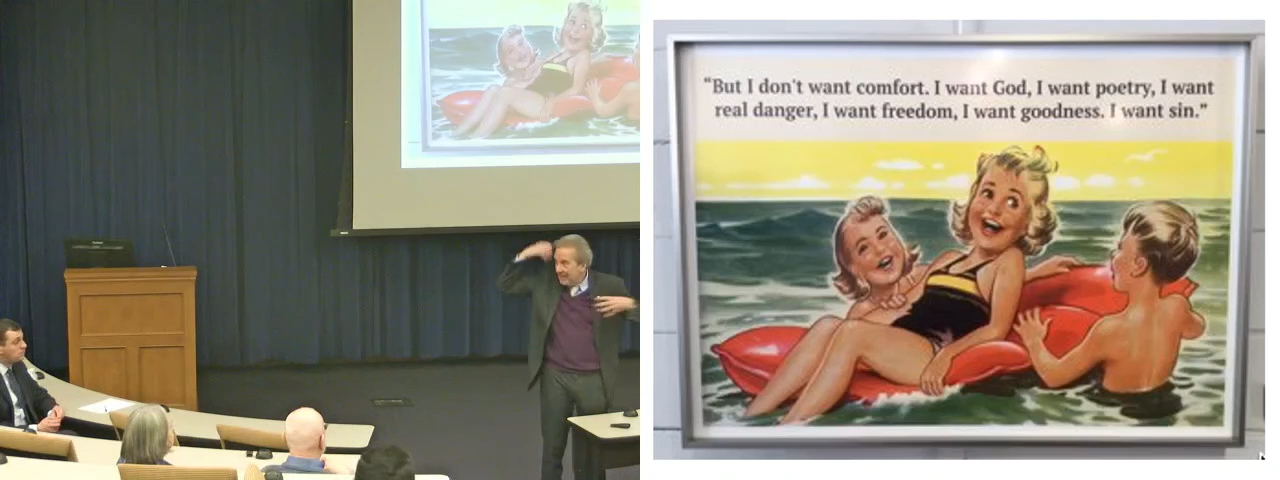 “But I don't want comfort. I want God, I want poetry, I want
real danger, I want freedom, I want goodness. I want sin.”